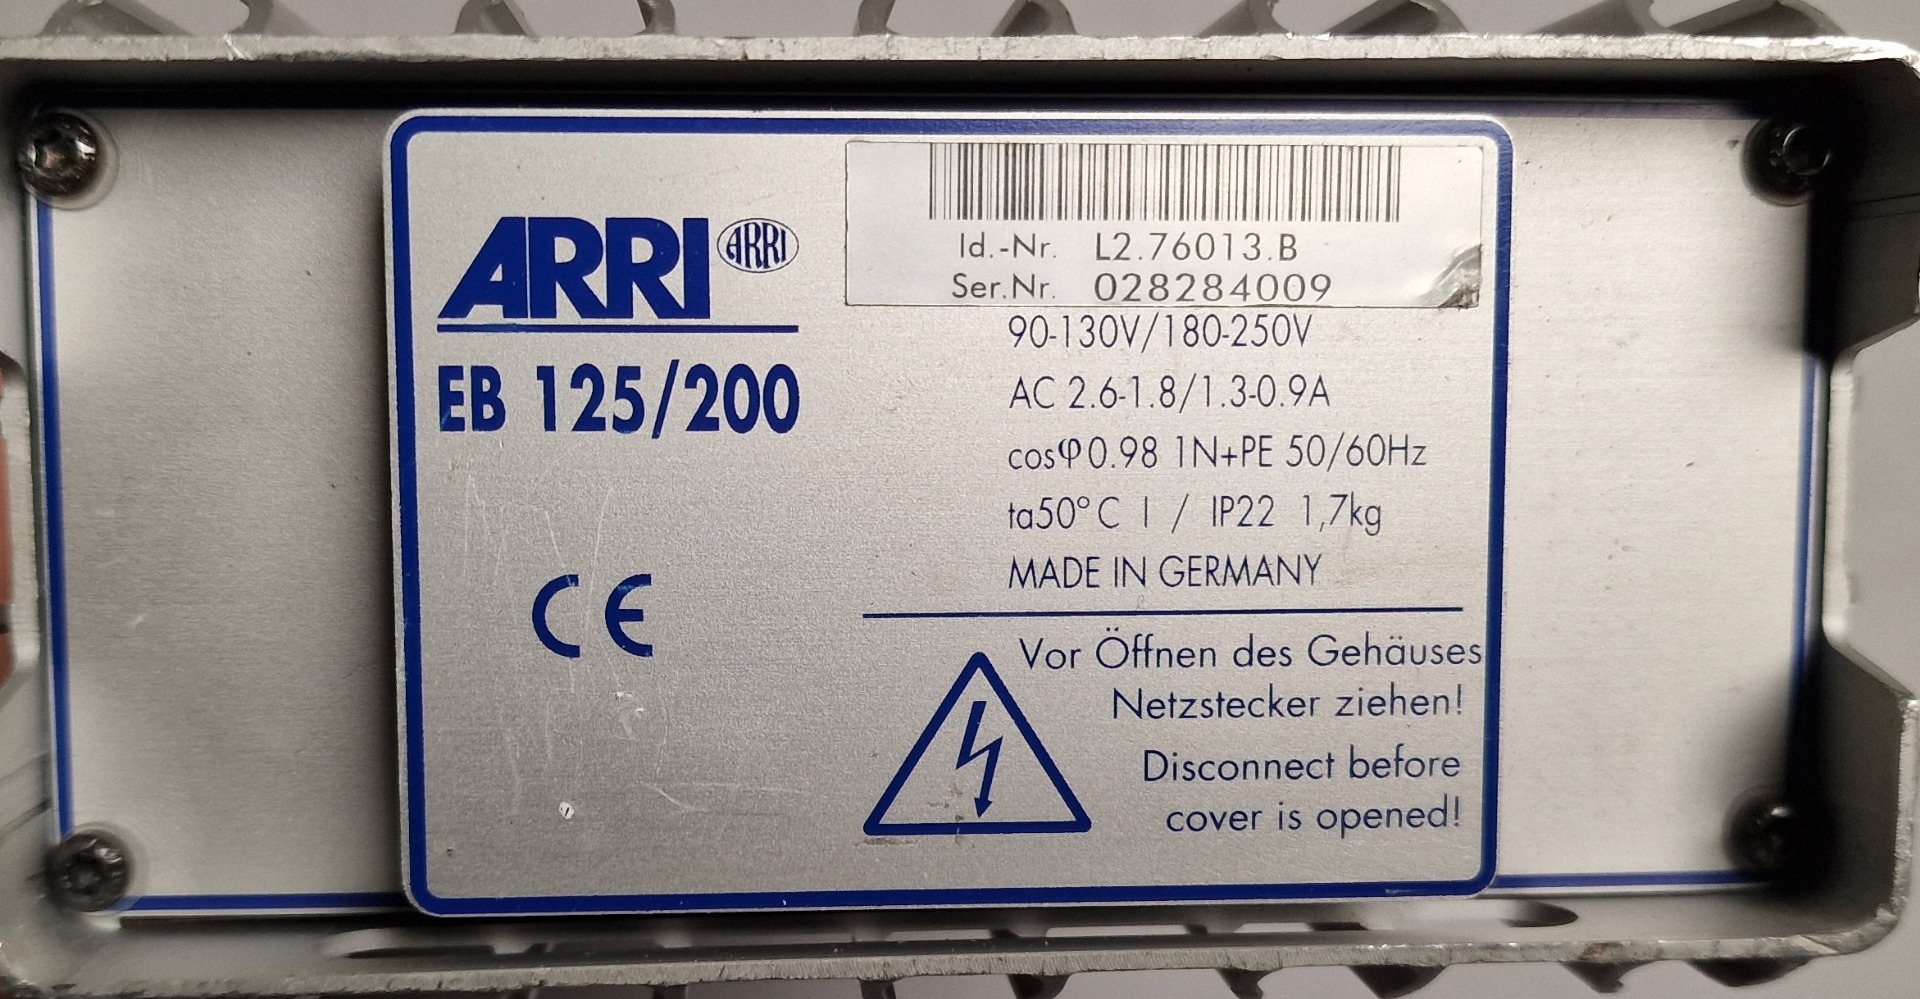 ARRI ARRI
EB 125/200
CE
Id.-Nr. L2.76013.B
Ser.Nr. 028284009
90-130V/180-250V
AC 2.6-1.8/1.3-0.9A
cosφ0.98 1N+PE 50/60Hz
ta50°C I / IP22 1,7kg
MADE IN GERMANY
Vor Öffnen des Gehäuses
Netzstecker ziehen!
Disconnect before
cover is opened!